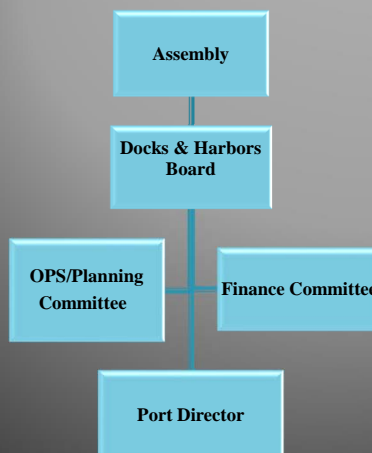 Assembly
Docks & Harbors
Board
OPS/Planning
Committee
Finance Committee
Port Director